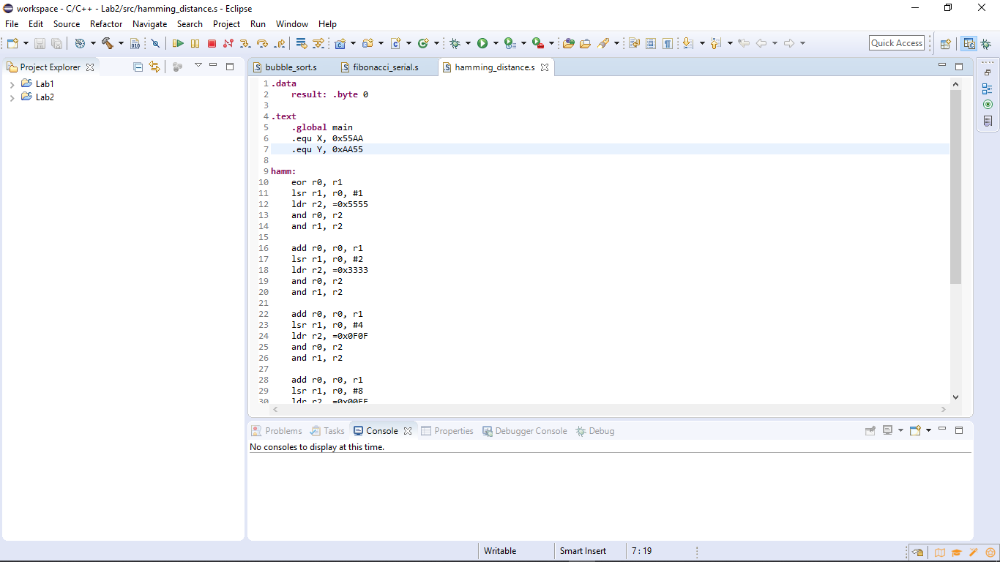 workspace - C/C++ - Lab2/src/hamming_distance.s - Eclipse
File Edit Source Refactor Navigate Search Project Run Window Help
Quick Access
Project Explorer
Lab1
Lab2
bubble_sort.s fibonacci_serial.s hamming_distance.s
1 .data
2 result: .byte 0
3
4 .text
5 .global main
6 .equ X, 0x55AA
7 .equ Y, 0xAA55
8
9 hamm:
10 eor r0, r1
11 lsr r1, r0, #1
12 ldr r2, =0x5555
13 and r0, r2
14 and r1, r2
15
16 add r0, r0, r1
17 lsr r1, r0, #2
18 ldr r2, =0x3333
19 and r0, r2
20 and r1, r2
21
22 add r0, r0, r1
23 lsr r1, r0, #4
24 ldr r2, =0x0F0F
25 and r0, r2
26 and r1, r2
27
28 add r0, r0, r1
29 lsr r1, r0, #8
30 ldr r2, =0x00FF
Problems Tasks Console Properties Debugger Console Debug
No consoles to display at this time.
Writable Smart Insert 7 : 19